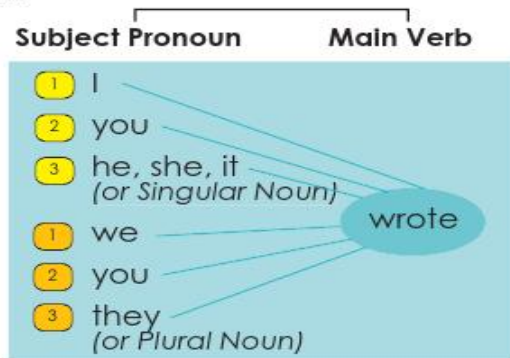 Subject Pronoun Main Verb
1 I
2 you
3 he, she, it
(or Singular Noun)
wrote
1 we
2 you
3 they
(or Plural Noun)